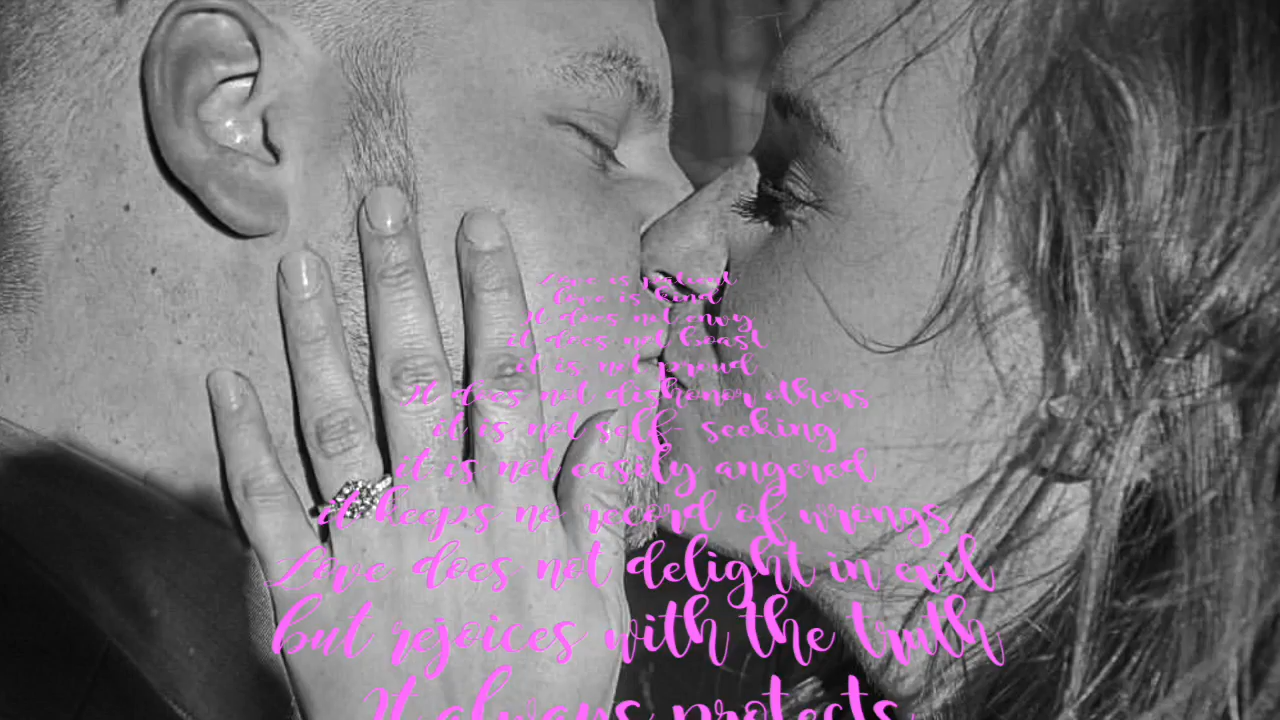 Love is patient
love is kind
It does not envy
it does not boast
it is not proud
It does not dishonor others
it is not self- seeking
it is not easily angered
it keeps no record of wrongs
Love does not delight in evil
but rejoices with the truth
It always protects